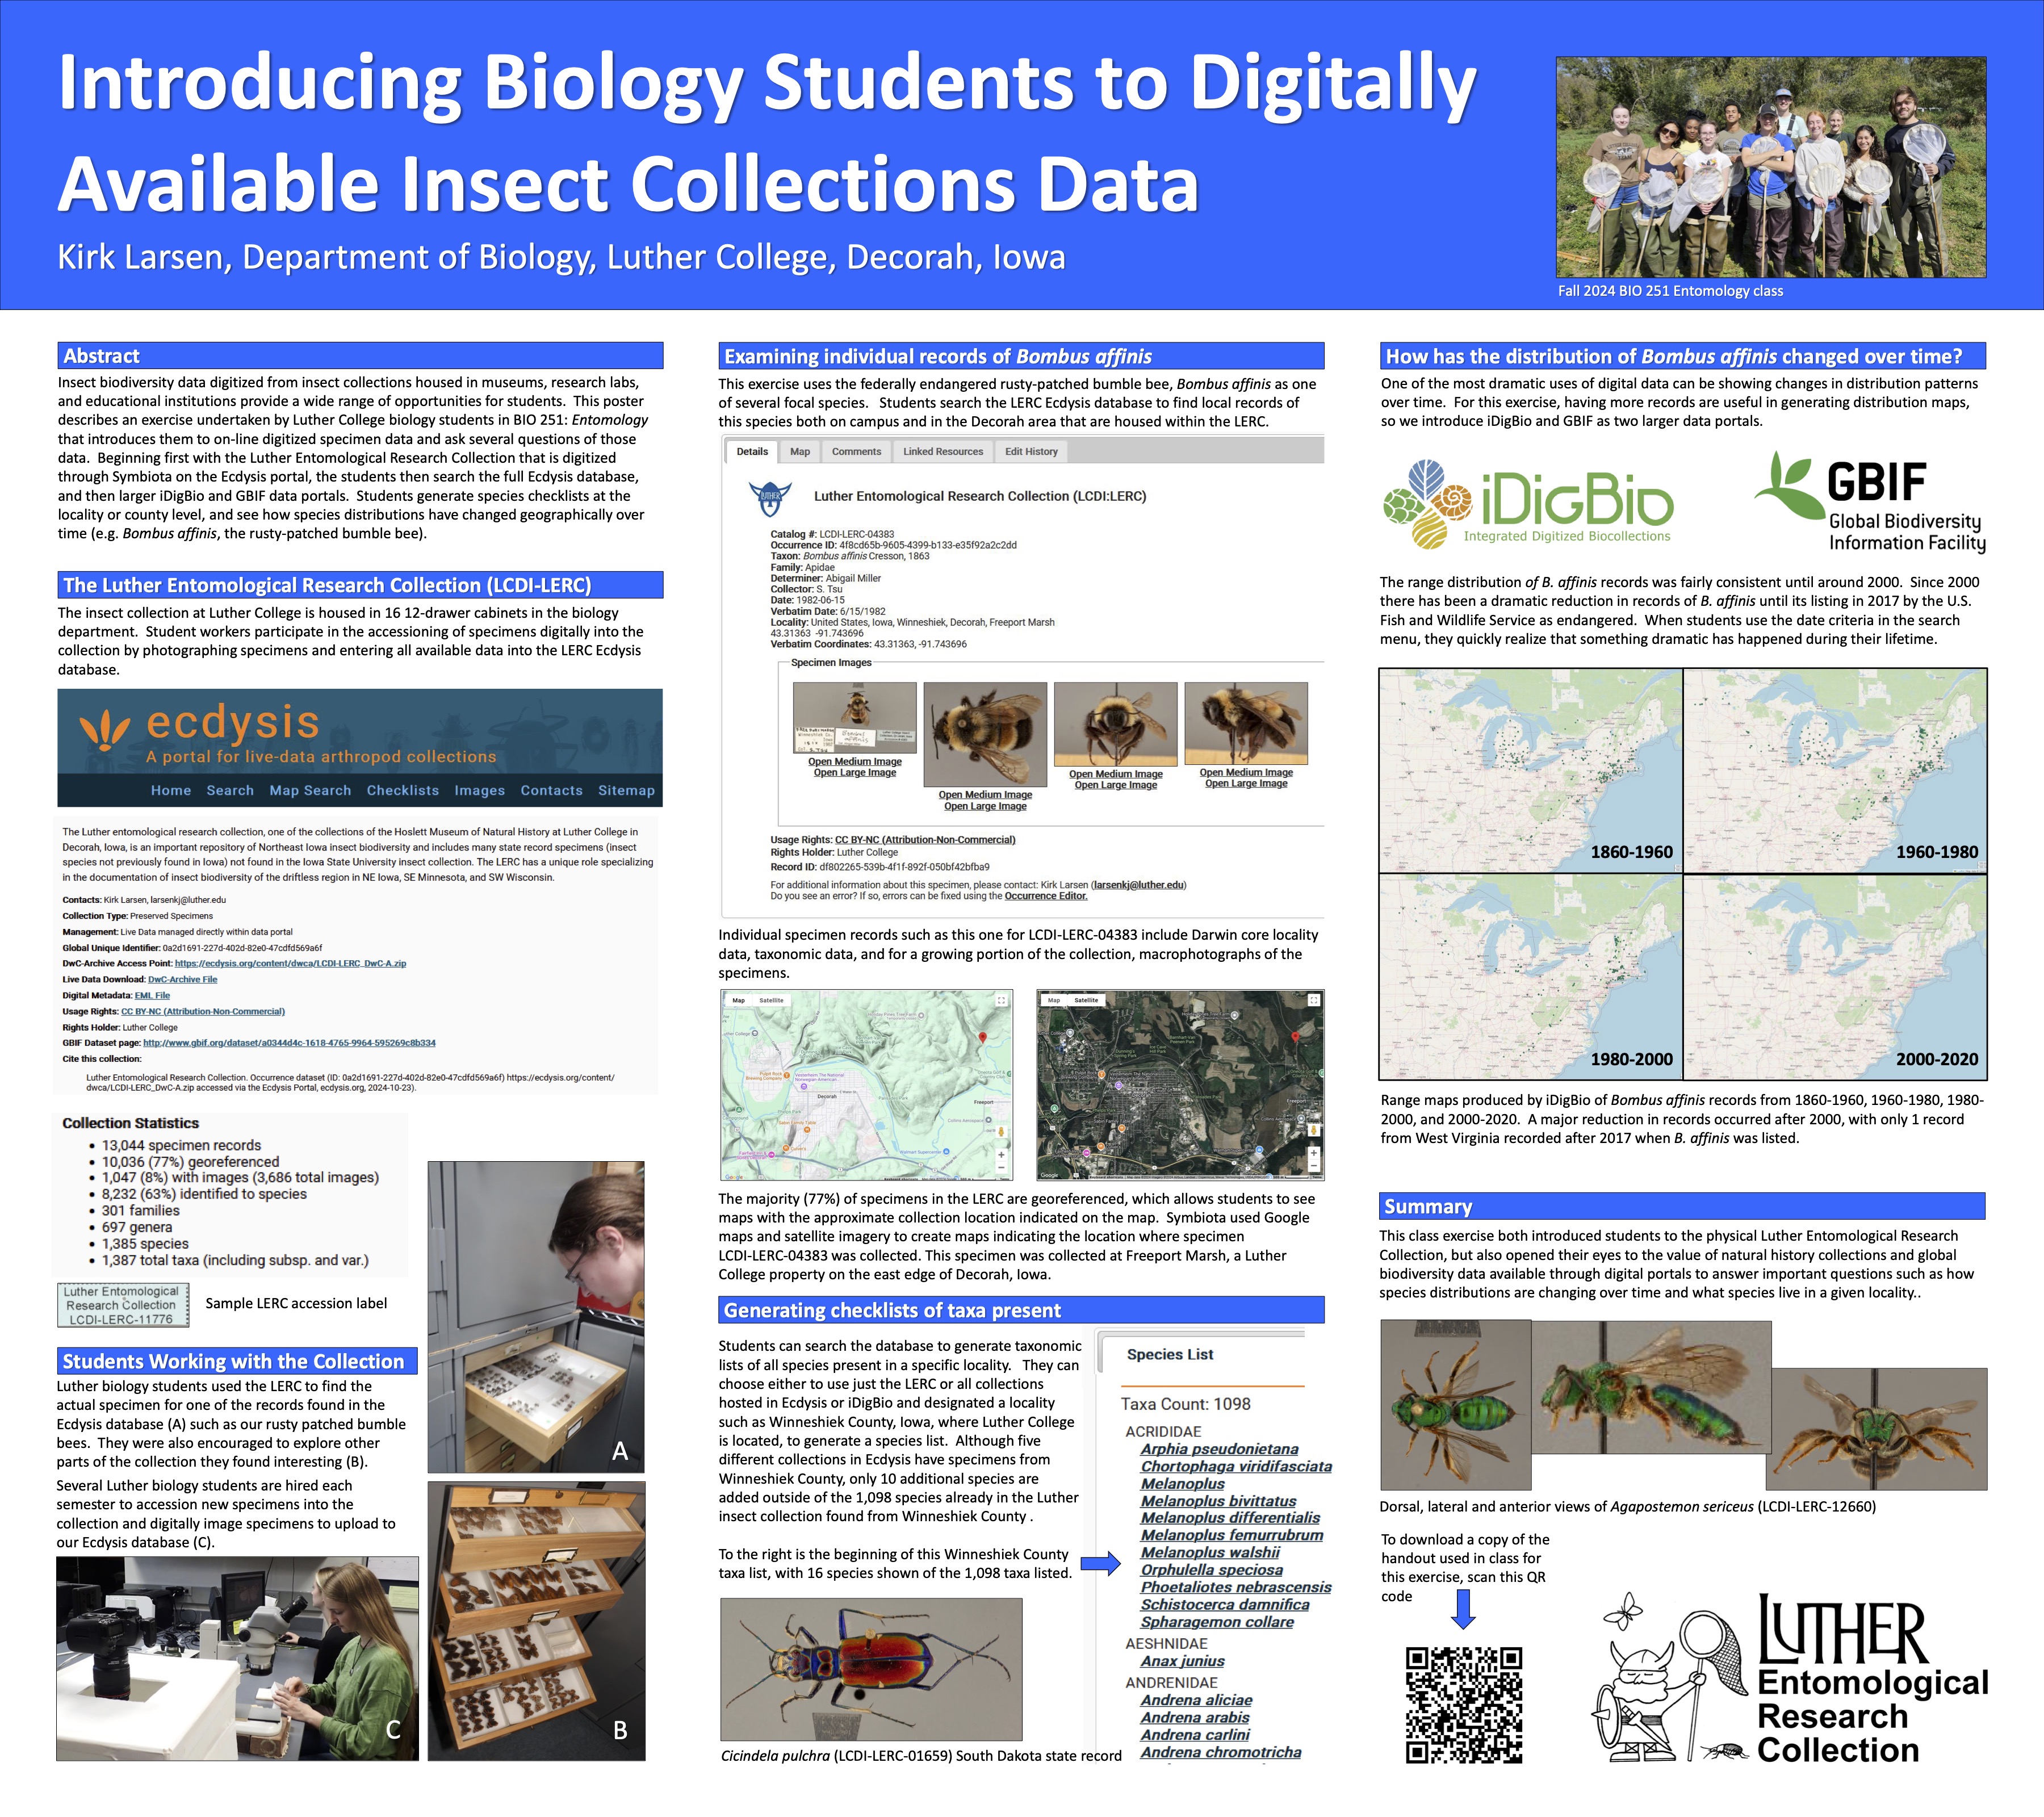 Introducing Biology Students to Digitally
Available Insect Collections Data
Kirk Larsen, Department of Biology, Luther College, Decorah, Iowa
Fall 2024 BIO 251 Entomology class
Abstract
Insect biodiversity data digitized from insect collections housed in museums, research labs,
and educational institutions provide a wide range of opportunities for students. This poster
describes an exercise undertaken by Luther College biology students in BIO 251: Entomology
that introduces them to on-line digitized specimen data and ask several questions of those
data. Beginning first with the Luther Entomological Research Collection that is digitized
through Symbiota on the Ecdysis portal, the students then search the full Ecdysis database,
and then larger iDigBio and GBIF data portals. Students generate species checklists at the
locality or county level, and see how species distributions have changed geographically over
time (e.g. Bombus affinis, the rusty-patched bumble bee).
The Luther Entomological Research Collection (LCDI-LERC)
The insect collection at Luther College is housed in 16 12-drawer cabinets in the biology
department. Student workers participate in the accessioning of specimens digitally into the
collection by photographing specimens and entering all available data into the LERC Ecdysis
database.
ecdysis
A portal for live-data arthropod collections
Home Search Map Search Checklists Images Contacts Sitemap
The Luther entomological research collection, one of the collections of the Hoslett Museum of Natural History at Luther College in
Decorah, Iowa, is an important repository of Northeast Iowa insect biodiversity and includes many state record specimens (insect
species not previously found in Iowa) not found in the Iowa State University insect collection. The LERC has a unique role specializing
in the documentation of insect biodiversity of the driftless region in NE Iowa, SE Minnesota, and SW Wisconsin.
Contacts: Kirk Larsen, larsenkj@luther.edu
Collection Type: Preserved Specimens
Management: Live Data managed directly within data portal
Global Unique Identifier: 0a2d1691-227d-402d-82e0-47cdfd569a6f
DwC-Archive Access Point: https://ecdysis.org/content/dwca/LCDI-LERC_DwC-A.zip
Live Data Download: DwC-Archive File
Digital Metadata: EML File
Usage Rights: CC BY-NC (Attribution-Non-Commercial)
Rights Holder: Luther College
GBIF Dataset page: http://www.gbif.org/dataset/a0344d4c-1618-4765-9964-595269c8b334
Cite this collection:
Luther Entomological Research Collection. Occurrence dataset (ID: 0a2d1691-227d-402d-82e0-47cdfd569a6f) https://ecdysis.org/content/
dwca/LCDI-LERC_DwC-A.zip accessed via the Ecdysis Portal, ecdysis.org, 2024-10-23).
Collection Statistics
• 13,044 specimen records
• 10,036 (77%) georeferenced
• 1,047 (8%) with images (3,686 total images)
• 8,232 (63%) identified to species
• 301 families
• 697 genera
• 1,385 species
• 1,387 total taxa (including subsp. and var.)
Luther Entomological
Research Collection
LCDI-LERC-11776
Sample LERC accession label
Students Working with the Collection
Luther biology students used the LERC to find the
actual specimen for one of the records found in the
Ecdysis database (A) such as our rusty patched bumble
bees. They were also encouraged to explore other
parts of the collection they found interesting (B).
Several Luther biology students are hired each
semester to accession new specimens into the
collection and digitally image specimens to upload to
our Ecdysis database (C).
A
B
C
Examining individual records of Bombus affinis
This exercise uses the federally endangered rusty-patched bumble bee, Bombus affinis as one
of several focal species. Students search the LERC Ecdysis database to find local records of
this species both on campus and in the Decorah area that are housed within the LERC.
Details Map Comments Linked Resources Edit History
LUTHER
Luther Entomological Research Collection (LCDI:LERC)
Catalog #: LCDI-LERC-04383
Occurrence ID: 4f8cd65b-9605-4399-b133-e35f92a2c2dd
Taxon: Bombus affinis Cresson, 1863
Family: Apidae
Determiner: Abigail Miller
Collector: S. Tsu
Date: 1982-06-15
Verbatim Date: 6/15/1982
Locality: United States, Iowa, Winneshiek, Decorah, Freeport Marsh
43.31363 -91.743696
Verbatim Coordinates: 43.31363, -91.743696
Specimen Images
Open Medium Image
Open Large Image
Open Medium Image
Open Large Image
Open Medium Image
Open Large Image
Open Medium Image
Open Large Image
Usage Rights: CC BY-NC (Attribution-Non-Commercial)
Rights Holder: Luther College
Record ID: df802265-539b-4f1f-892f-050bf42bfba9
For additional information about this specimen, please contact: Kirk Larsen (larsenkj@luther.edu)
Do you see an error? If so, errors can be fixed using the Occurrence Editor.
Individual specimen records such as this one for LCDI-LERC-04383 include Darwin core locality
data, taxonomic data, and for a growing portion of the collection, macrophotographs of the
specimens.
Map Satellite
Decorah
Freeport
Google
Map Satellite
Freeport
Google
The majority (77%) of specimens in the LERC are georeferenced, which allows students to see
maps with the approximate collection location indicated on the map. Symbiota used Google
maps and satellite imagery to create maps indicating the location where specimen
LCDI-LERC-04383 was collected. This specimen was collected at Freeport Marsh, a Luther
College property on the east edge of Decorah, Iowa.
Generating checklists of taxa present
Students can search the database to generate taxonomic
lists of all species present in a specific locality. They can
choose either to use just the LERC or all collections
hosted in Ecdysis or iDigBio and designated a locality
such as Winneshiek County, Iowa, where Luther College
is located, to generate a species list. Although five
different collections in Ecdysis have specimens from
Winneshiek County, only 10 additional species are
added outside of the 1,098 species already in the Luther
insect collection found from Winneshiek County .
To the right is the beginning of this Winneshiek County
taxa list, with 16 species shown of the 1,098 taxa listed.
Species List
Taxa Count: 1098
ACRIDIDAE
Arphia pseudonietana
Chortophaga viridifasciata
Melanoplus
Melanoplus bivittatus
Melanoplus differentialis
Melanoplus femurrubrum
Melanoplus walshii
Orphulella speciosa
Phoetaliotes nebrascensis
Schistocerca damnifica
Spharagemon collare
AESHNIDAE
Anax junius
ANDRENIDAE
Andrena aliciae
Andrena arabis
Andrena carlini
Andrena chromotricha
Cicindela pulchra (LCDI-LERC-01659) South Dakota state record
How has the distribution of Bombus affinis changed over time?
One of the most dramatic uses of digital data can be showing changes in distribution patterns
over time. For this exercise, having more records are useful in generating distribution maps,
so we introduce iDigBio and GBIF as two larger data portals.
iDigBio
Integrated Digitized Biocollections
GBIF
Global Biodiversity
Information Facility
The range distribution of B. affinis records was fairly consistent until around 2000. Since 2000
there has been a dramatic reduction in records of B. affinis until its listing in 2017 by the U.S.
Fish and Wildlife Service as endangered. When students use the date criteria in the search
menu, they quickly realize that something dramatic has happened during their lifetime.
1860-1960
1960-1980
1980-2000
2000-2020
Range maps produced by iDigBio of Bombus affinis records from 1860-1960, 1960-1980, 1980-
2000, and 2000-2020. A major reduction in records occurred after 2000, with only 1 record
from West Virginia recorded after 2017 when B. affinis was listed.
Summary
This class exercise both introduced students to the physical Luther Entomological Research
Collection, but also opened their eyes to the value of natural history collections and global
biodiversity data available through digital portals to answer important questions such as how
species distributions are changing over time and what species live in a given locality..
Dorsal, lateral and anterior views of Agapostemon sericeus (LCDI-LERC-12660)
To download a copy of the
handout used in class for
this exercise, scan this QR
code
LUTHER
Entomological
Research
Collection